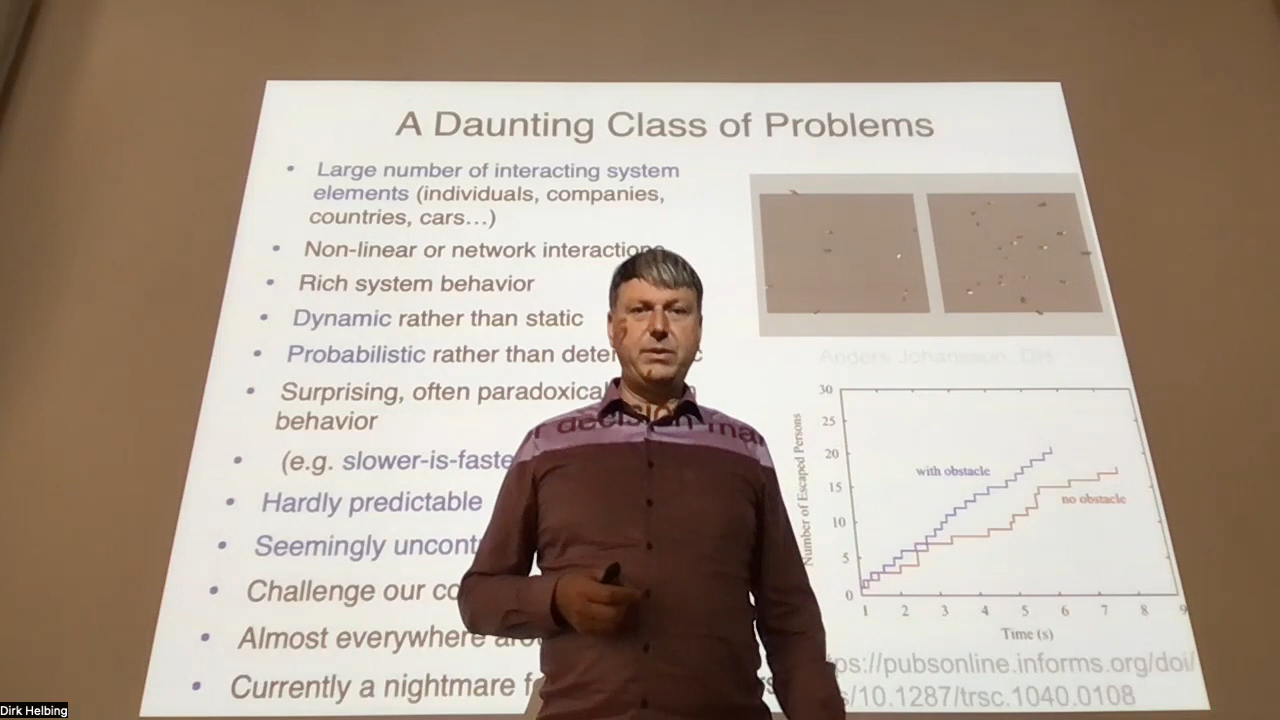 A Daunting Class of Problems
• Large number of interacting system
elements (individuals, companies,
countries, cars…)
• Non-linear or network interactions
• Rich system behavior
• Dynamic rather than static
• Probabilistic rather than
• Surprising, often paradoxical
behavior
(e.g. slower-is-faste
• Hardly predictable
• Seemingly
• Challenge our
• Almost everywhere
• Currently a nightmare
decision
Anders Johansson, DH
Number of Escaped Persons
30
25
20
15
10
5
0
with obstacle
no obstacle
1 2 3 4 5 6 7 8 9
Time (s)
ps://pubsonline.informs.org/doi/
s/10.1287/trsc.1040.0108
Dirk Helbing